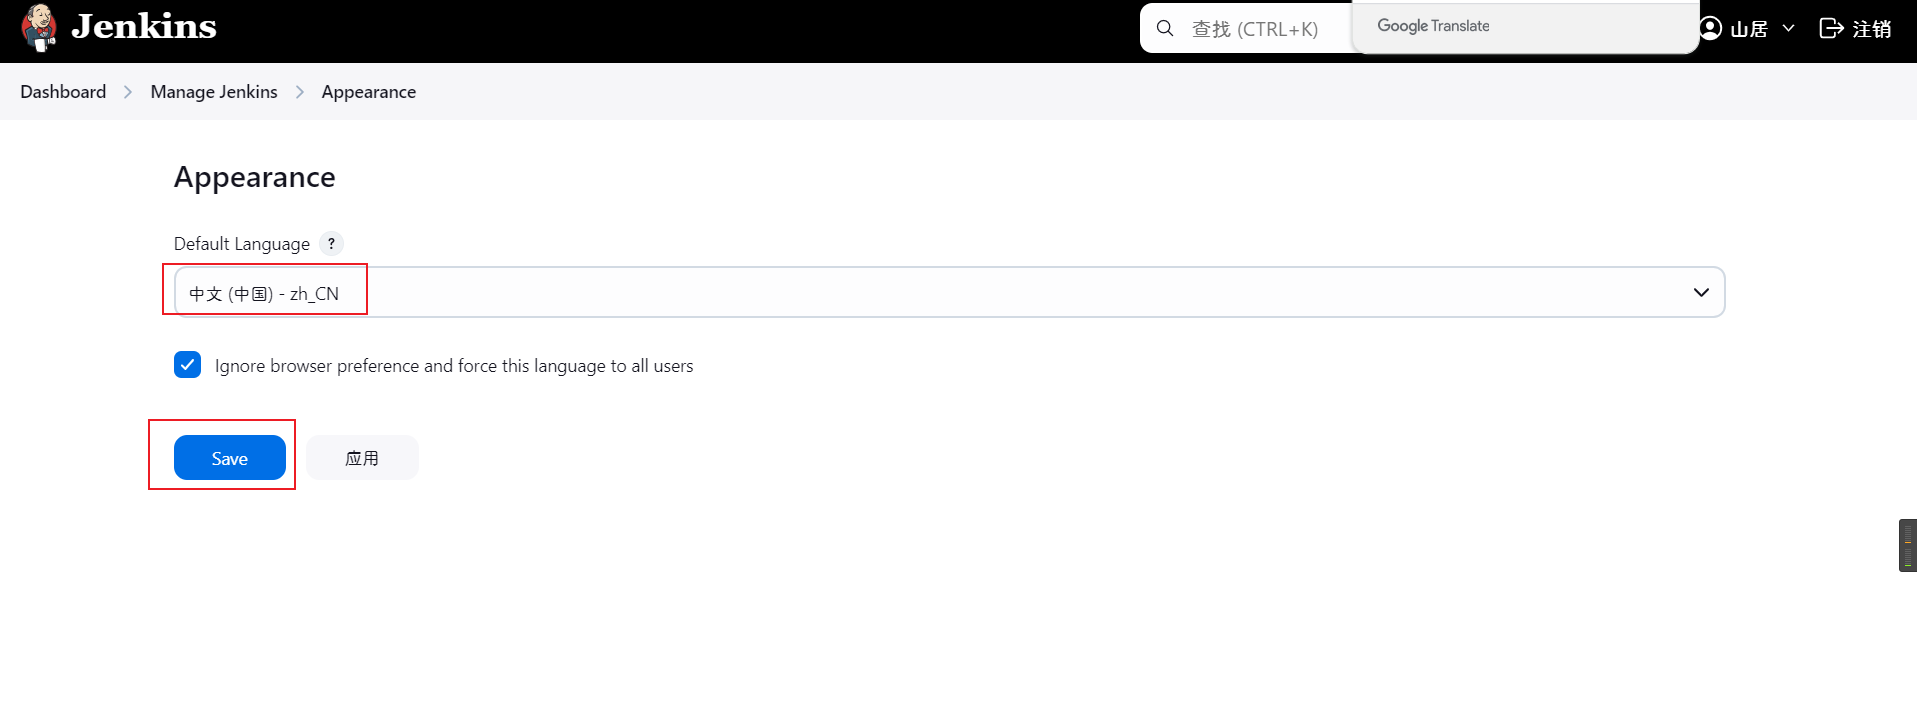 Jenkins
查找 (CTRL+K)
Google Translate
山居
注销
Dashboard
Manage Jenkins
Appearance
Appearance
Default Language ?
中文 (中国) - zh_CN
Ignore browser preference and force this language to all users
Save
应用